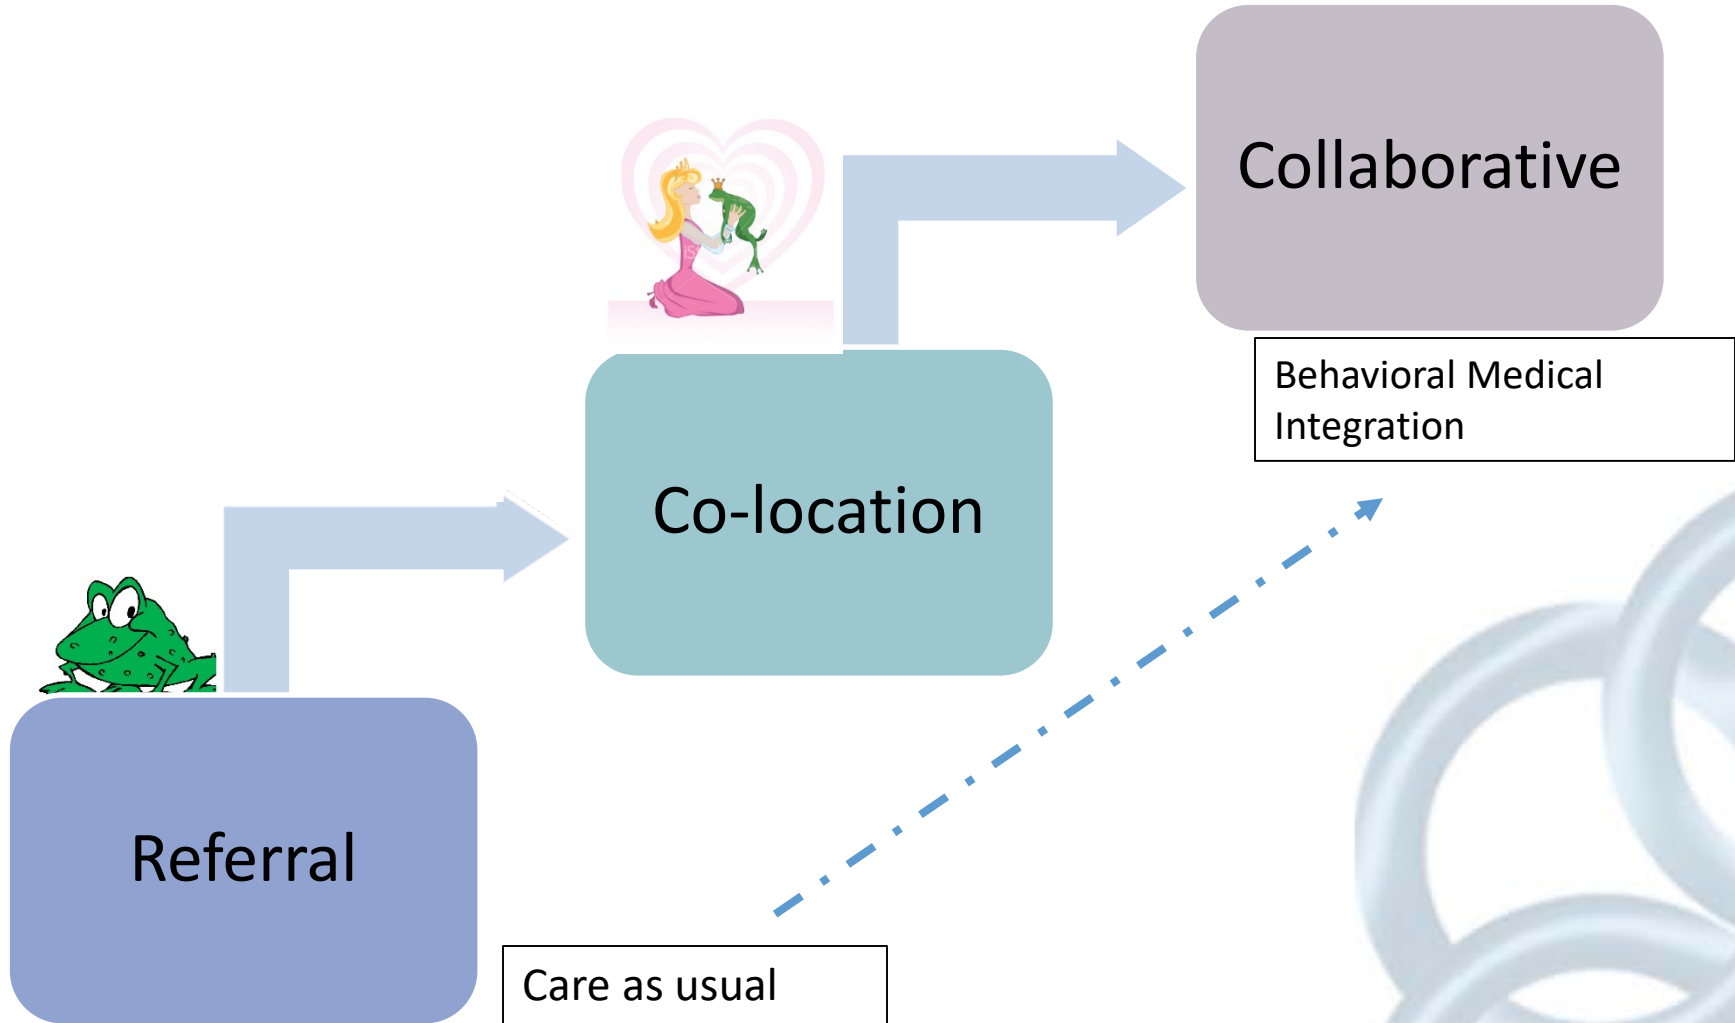 Collaborative
Behavioral Medical
Integration
Co-location
Referral
Care as usual